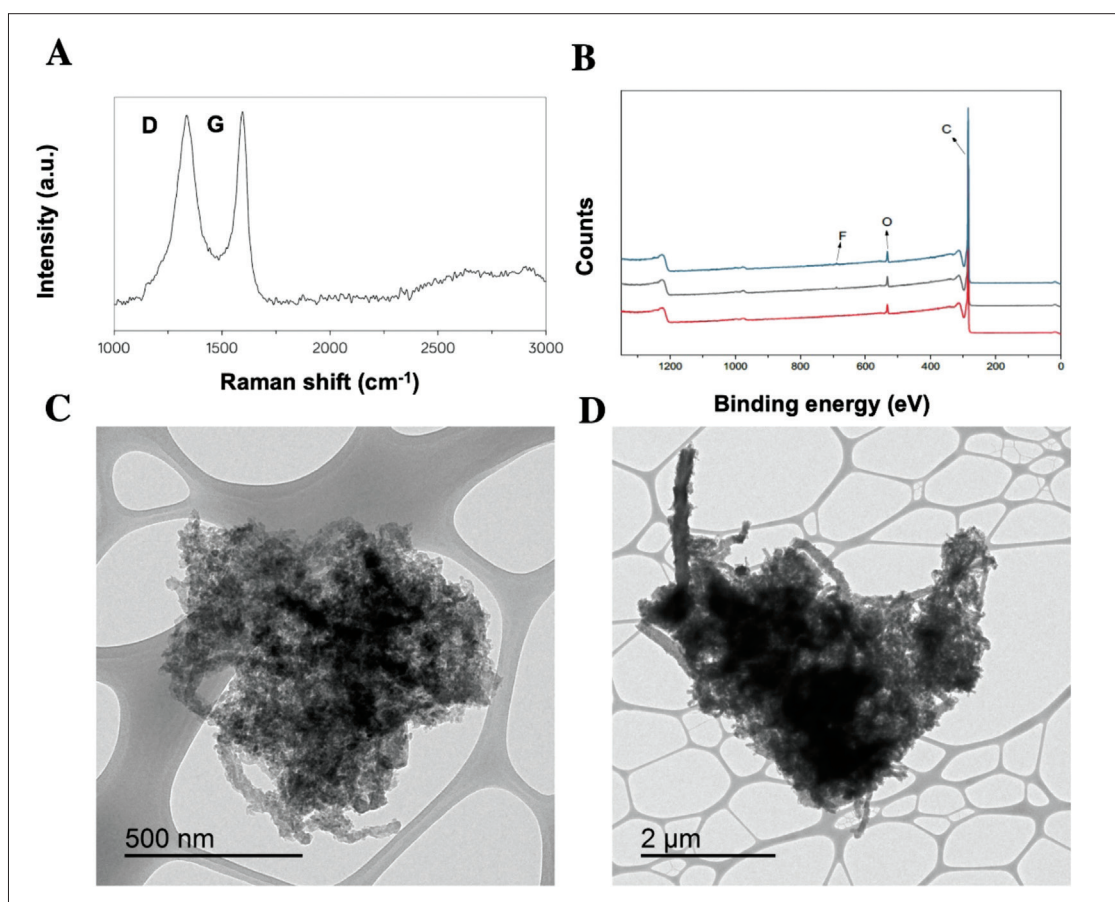 A
D G
Intensity (a.u.)
1000 1500 2000 2500 3000
Raman shift (cm-1)
B
C
F
O
Counts
1200 1000 800 600 400 200 0
Binding energy (eV)
C
500 nm
D
2 μm